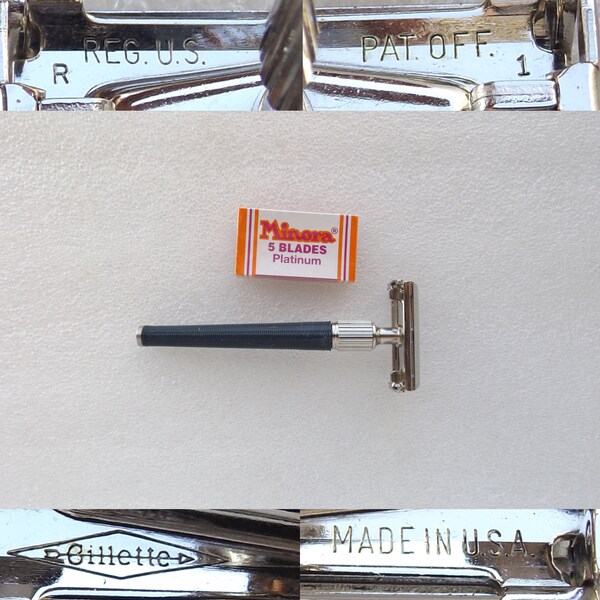 REG. U.S.
R
PAT. OFF.
1
Minora®
5 BLADES
Platinum
Gillette
MADE IN U.S.A.